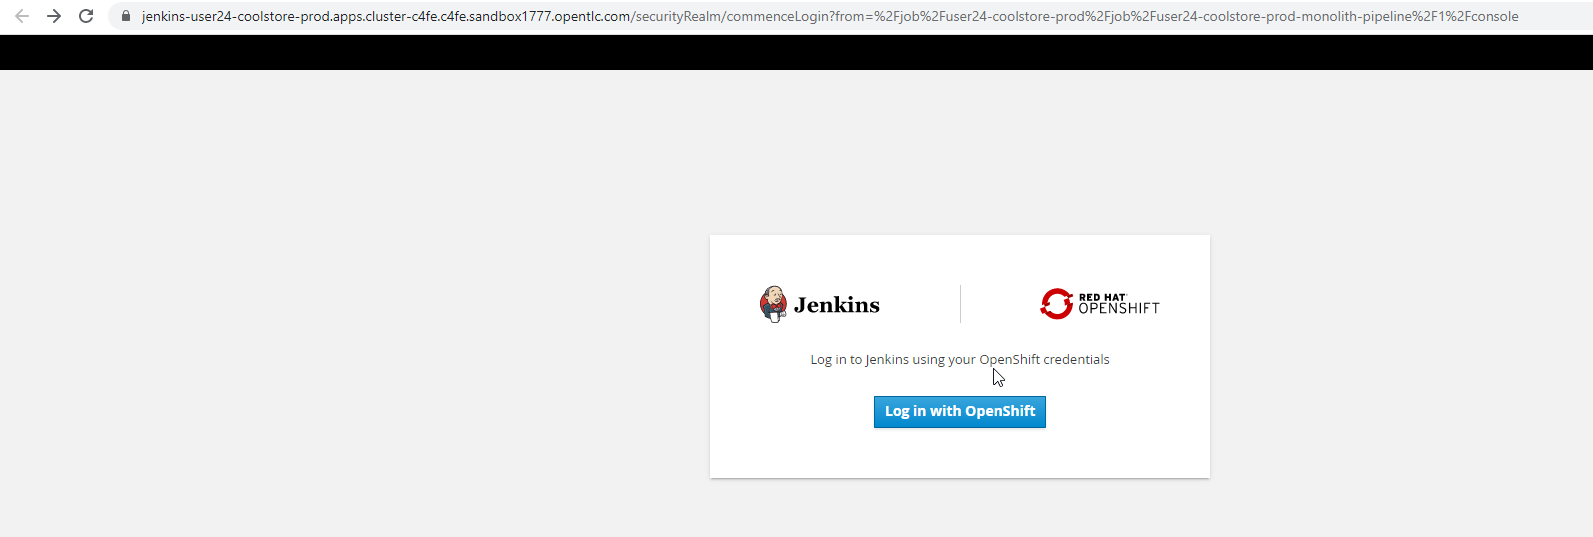 jenkins-user24-coolstore-prod.apps.cluster-c4fe.c4fe.sandbox1777.opentlc.com/securityRealm/commenceLogin?from=%2Fjob%2Fuser24-coolstore-prod%2Fjob%2Fuser24-coolstore-prod-monolith-pipeline%2F1%2Fconsole
Jenkins
RED HAT
OPENSHIFT
Log in to Jenkins using your OpenShift credentials
Log in with OpenShift